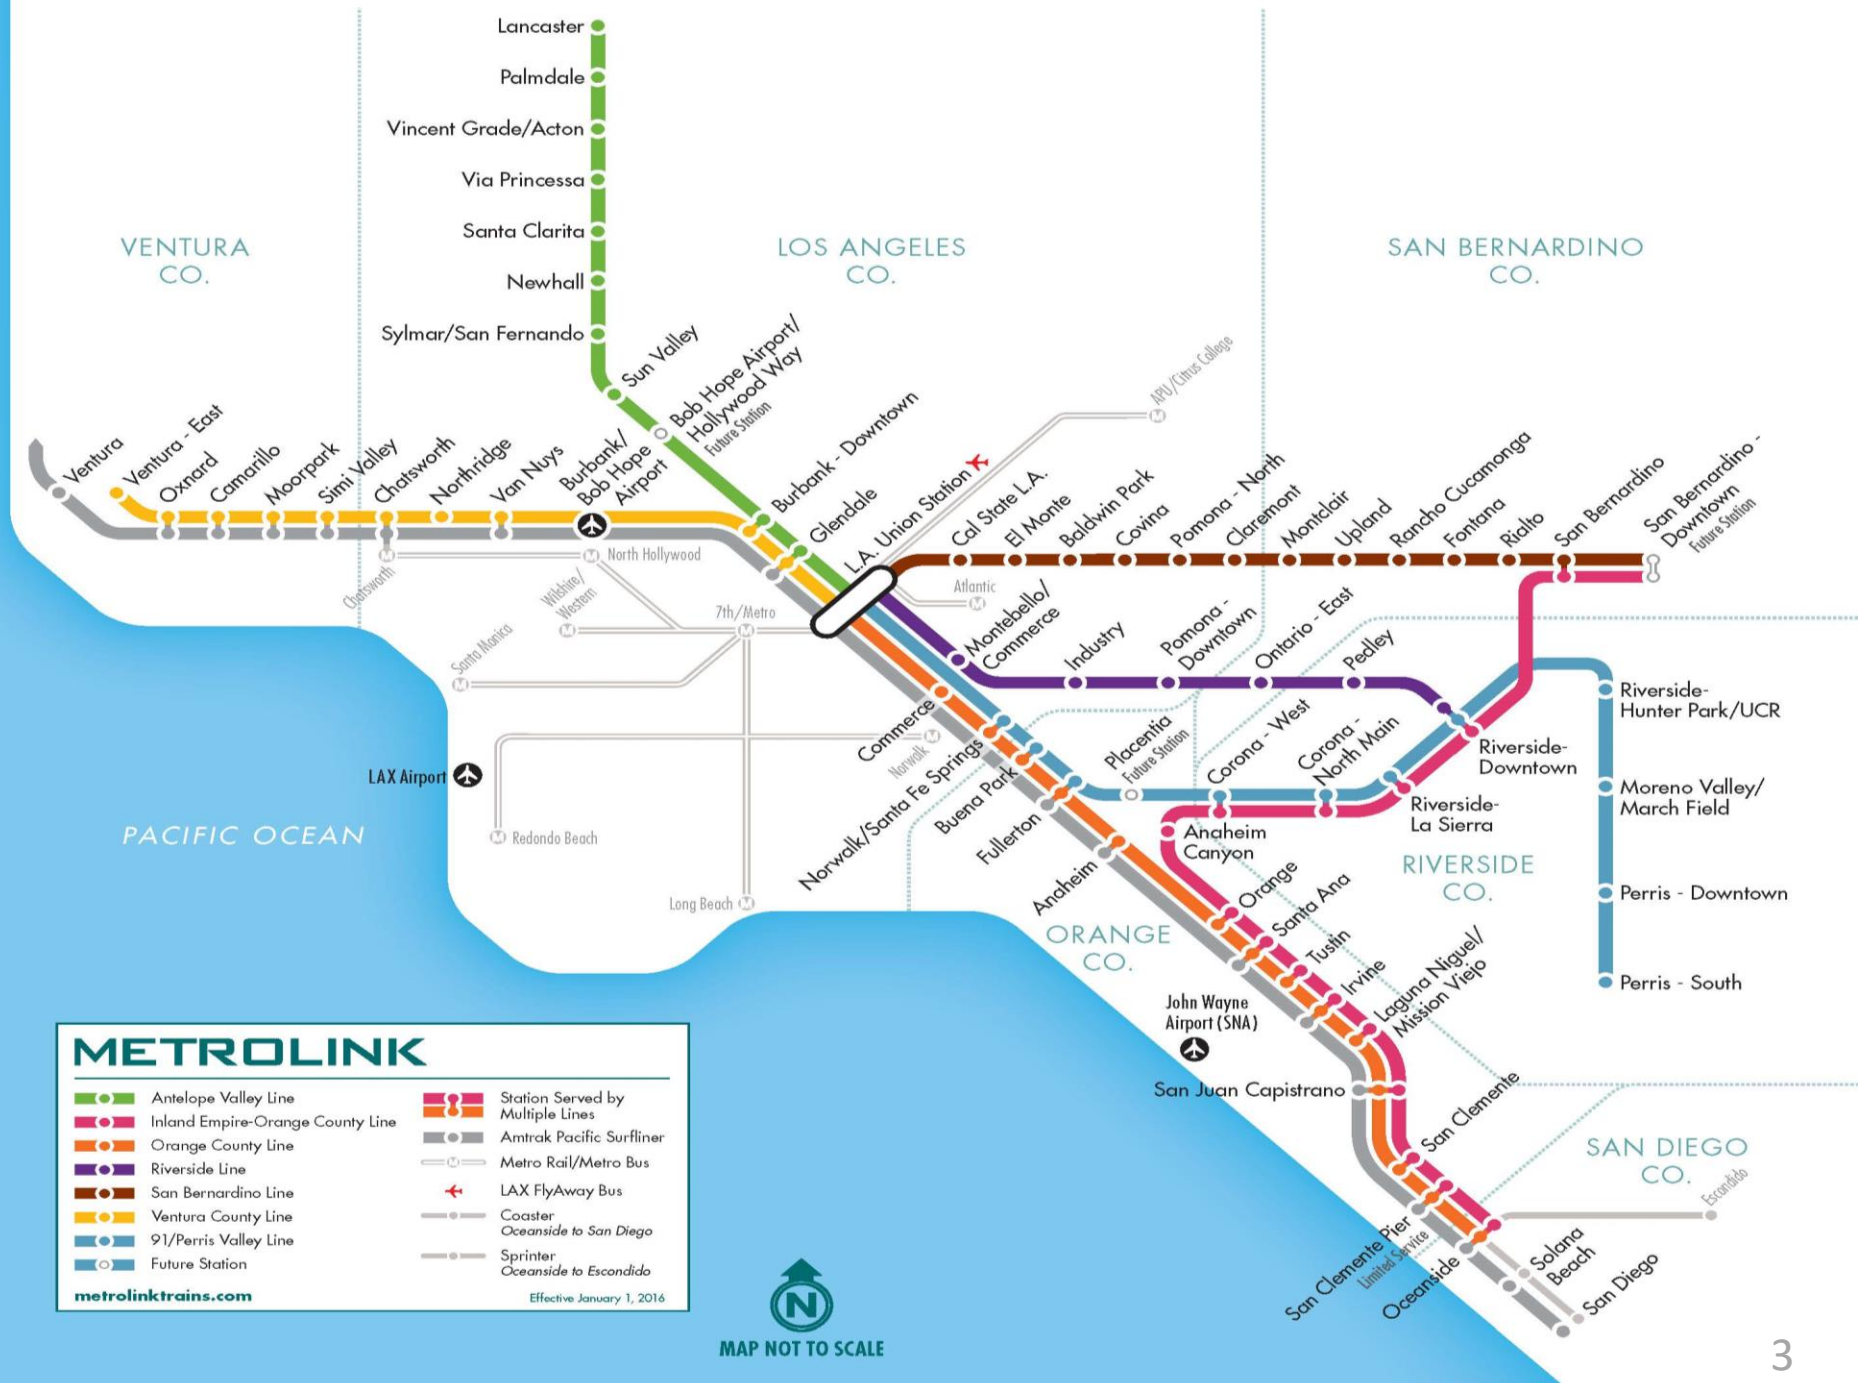 Lancaster
Palmdale
Vincent Grade/Acton
Via Princessa
Santa Clarita
Newhall
Sylmar/San Fernando
VENTURA
CO.
LOS ANGELES
CO.
SAN BERNARDINO
CO.
Sun Valley
Bob Hope Airport/
Hollywood Way
Future Station
Burbank - Downtown
Glendale
L.A. Union Station
APU/Citrus College
Ventura
Ventura - East
Oxnard
Camarillo
Moorpark
Simi Valley
Chatsworth
Northridge
Van Nuys
Burbank/
Bob Hope
Airport
Cal State L.A.
El Monte
Baldwin Park
Covina
Pomona - North
Claremont
Montclair
Upland
Rancho Cucamonga
Fontana
Rialto
San Bernardino
San Bernardino -
Downtown
Future Station
M
Chatsworth
M
North Hollywood
Wilshire/
Western
M
7th/Metro
M
Atlantic
M
M
Santa Monica
M
Montebello/
Commerce
Industry
Pomona -
Downtown
Ontario - East
Pedley
Riverside-
Hunter Park/UCR
Commerce
Norwalk
M
Norwalk/Santa Fe Springs
Buena Park
Fullerton
Anaheim
Placentia
Future Station
Corona - West
Corona -
North Main
Riverside-
Downtown
Riverside-
La Sierra
Moreno Valley/
March Field
Perris - Downtown
Perris - South
LAX Airport
M Redondo Beach
Long Beach M
PACIFIC OCEAN
Anaheim
Canyon
RIVERSIDE
CO.
ORANGE
CO.
Orange
Santa Ana
Tustin
Irvine
Laguna Niguel/
Mission Viejo
John Wayne
Airport (SNA)
San Juan Capistrano
San Clemente
SAN DIEGO
CO.
Escondido
San Clemente Pier
Limited Service
Oceanside
Solana
Beach
San Diego
METROLINK
Antelope Valley Line
Inland Empire-Orange County Line
Orange County Line
Riverside Line
San Bernardino Line
Ventura County Line
91/Perris Valley Line
Future Station
Station Served by
Multiple Lines
Amtrak Pacific Surfliner
M Metro Rail/Metro Bus
LAX FlyAway Bus
Coaster
Oceanside to San Diego
Sprinter
Oceanside to Escondido
metrolinktrains.com
Effective January 1, 2016
N
MAP NOT TO SCALE
3